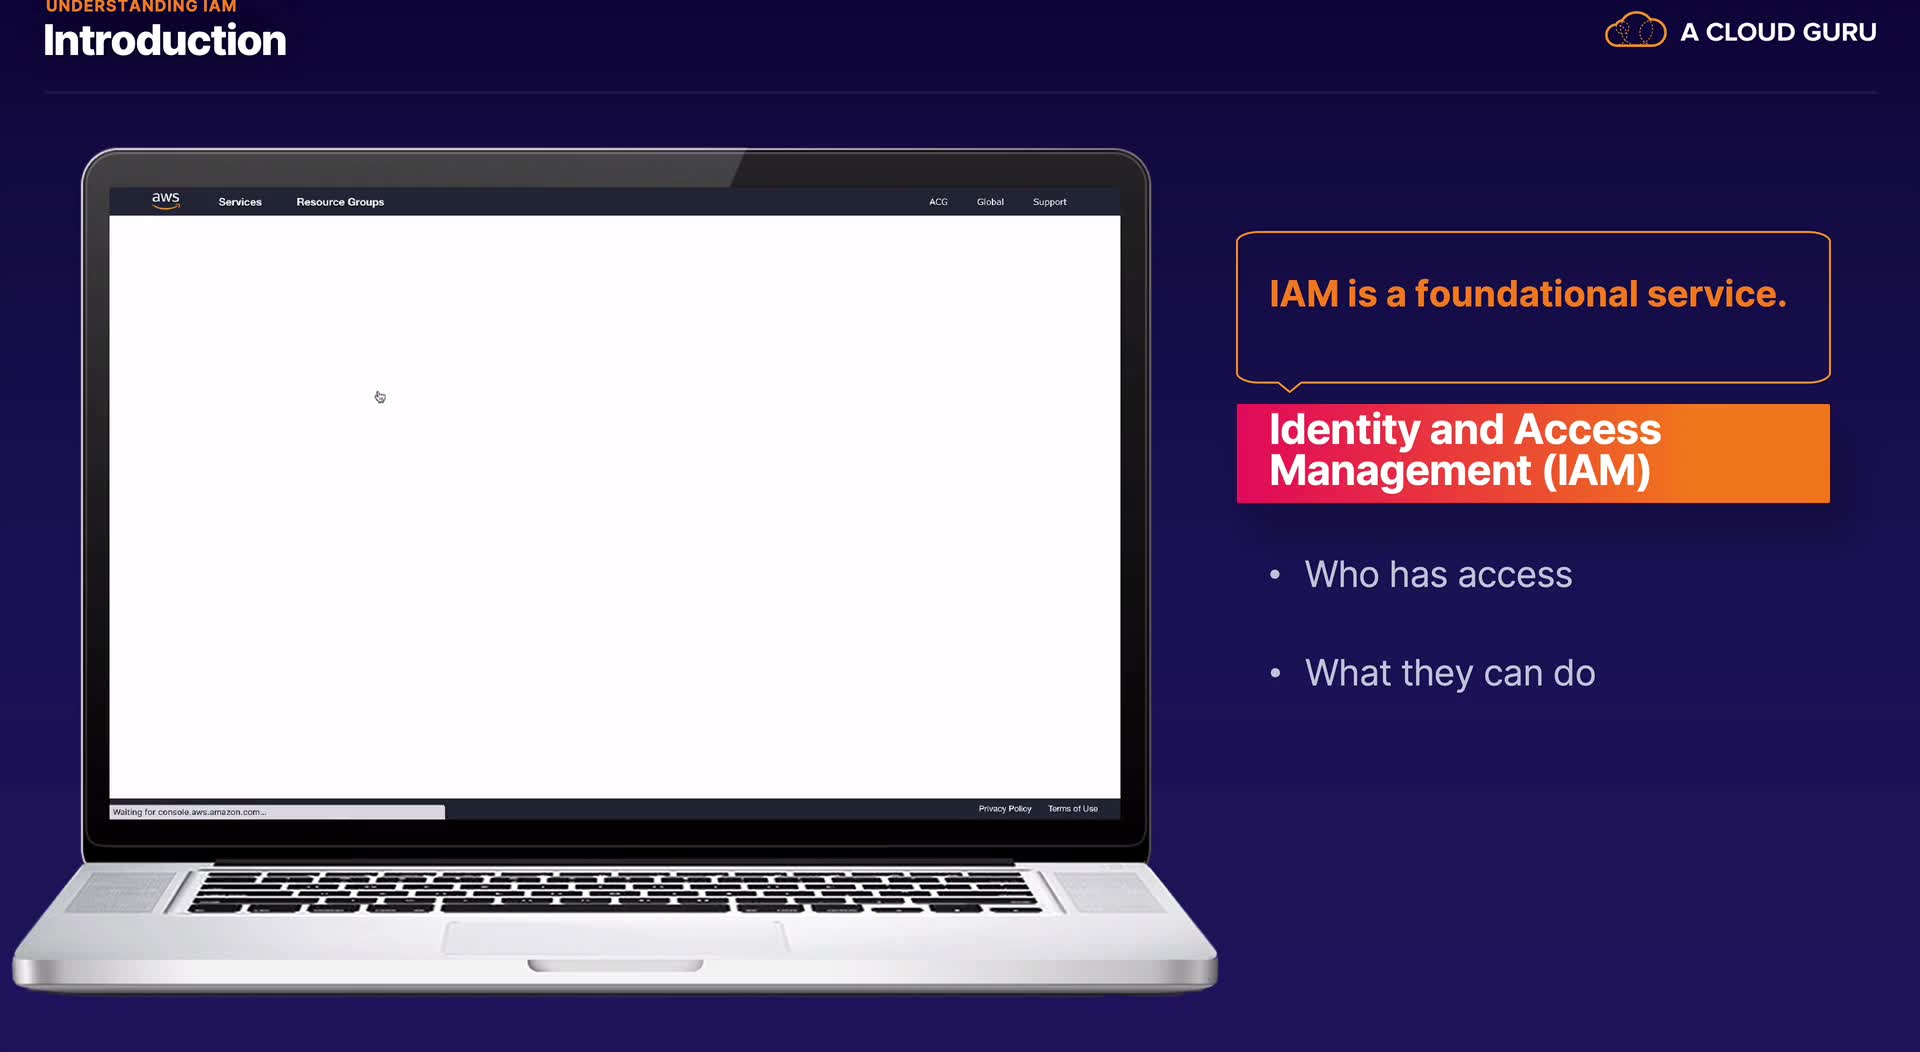 UNDERSTANDING IAM
Introduction
A CLOUD GURU
aws
Services
Resource Groups
ACG
Global
Support
Waiting for console.aws.amazon.com...
Privacy Policy
Terms of Use
IAM is a foundational service.
Identity and Access
Management (IAM)
• Who has access
• What they can do